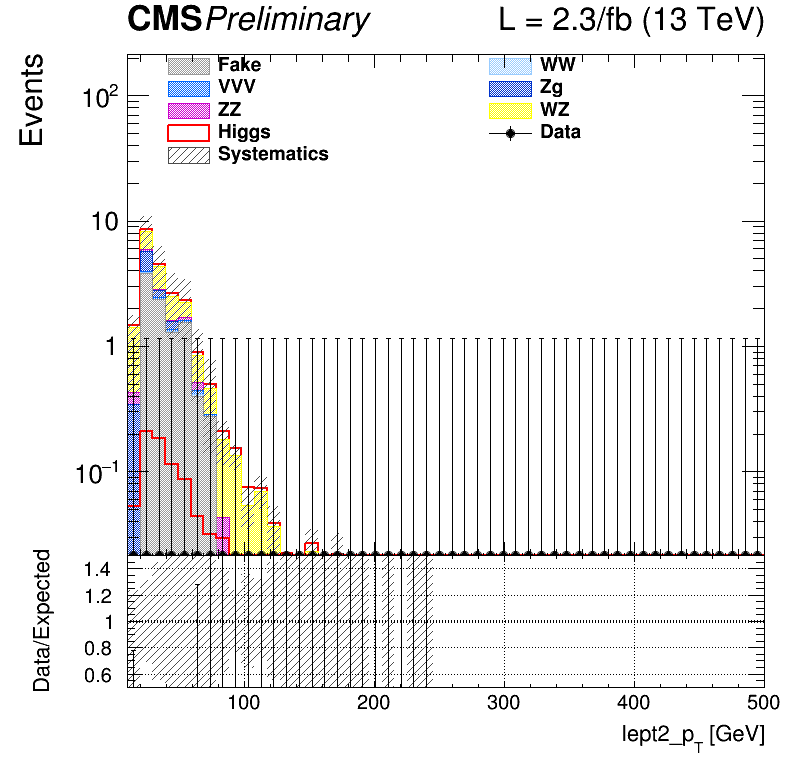 CMS Preliminary L = 2.3/fb (13 TeV)
Events
Fake WW
VVV Zg
ZZ WZ
Higgs Data
Systematics
10²
10
1
10⁻¹
Data/Expected
1.4
1.2
1
0.8
0.6
100 200 300 400 500
lept2_p_T [GeV]